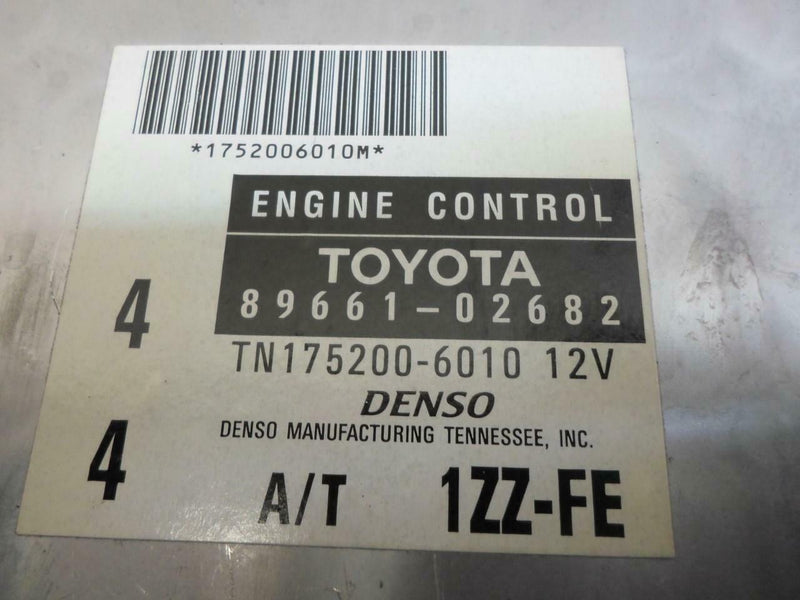 *1752006010M*
ENGINE CONTROL
TOYOTA
89661-02682
TN175200-6010 12V
DENSO
DENSO MANUFACTURING TENNESSEE, INC.
4
4
A/T 1ZZ-FE